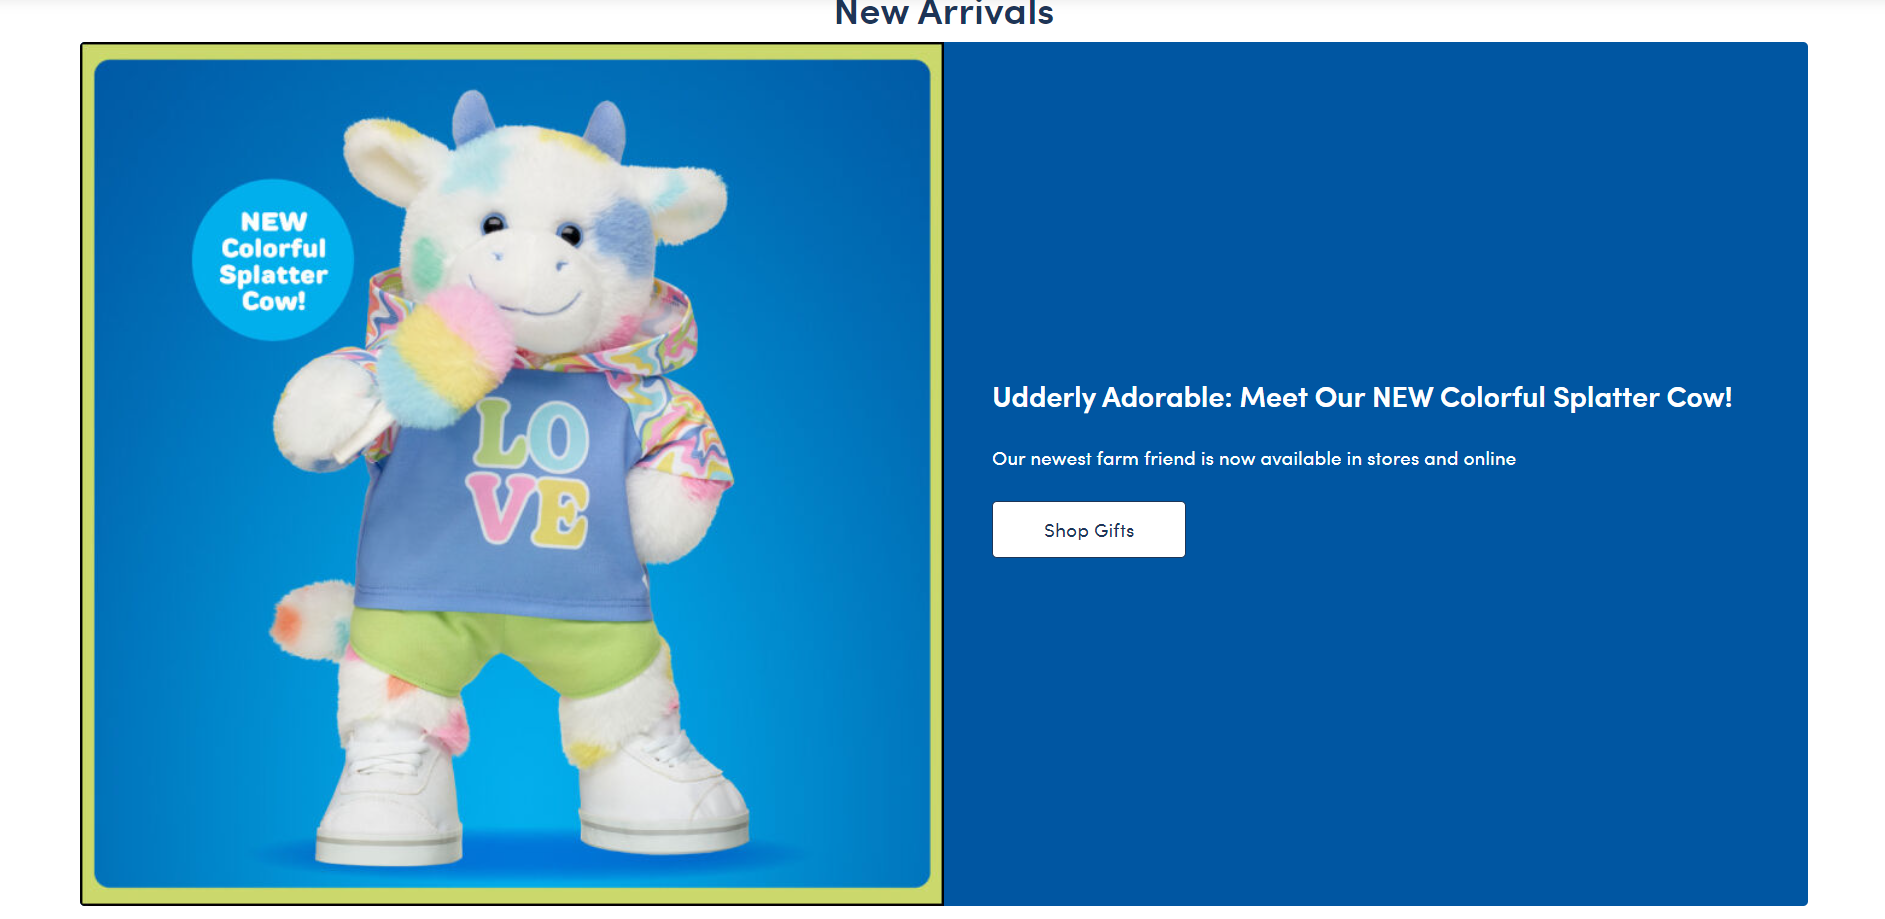 New Arrivals
NEW
Colorful
Splatter
Cow!
LO
VE
Udderly Adorable: Meet Our NEW Colorful Splatter Cow!
Our newest farm friend is now available in stores and online
Shop Gifts